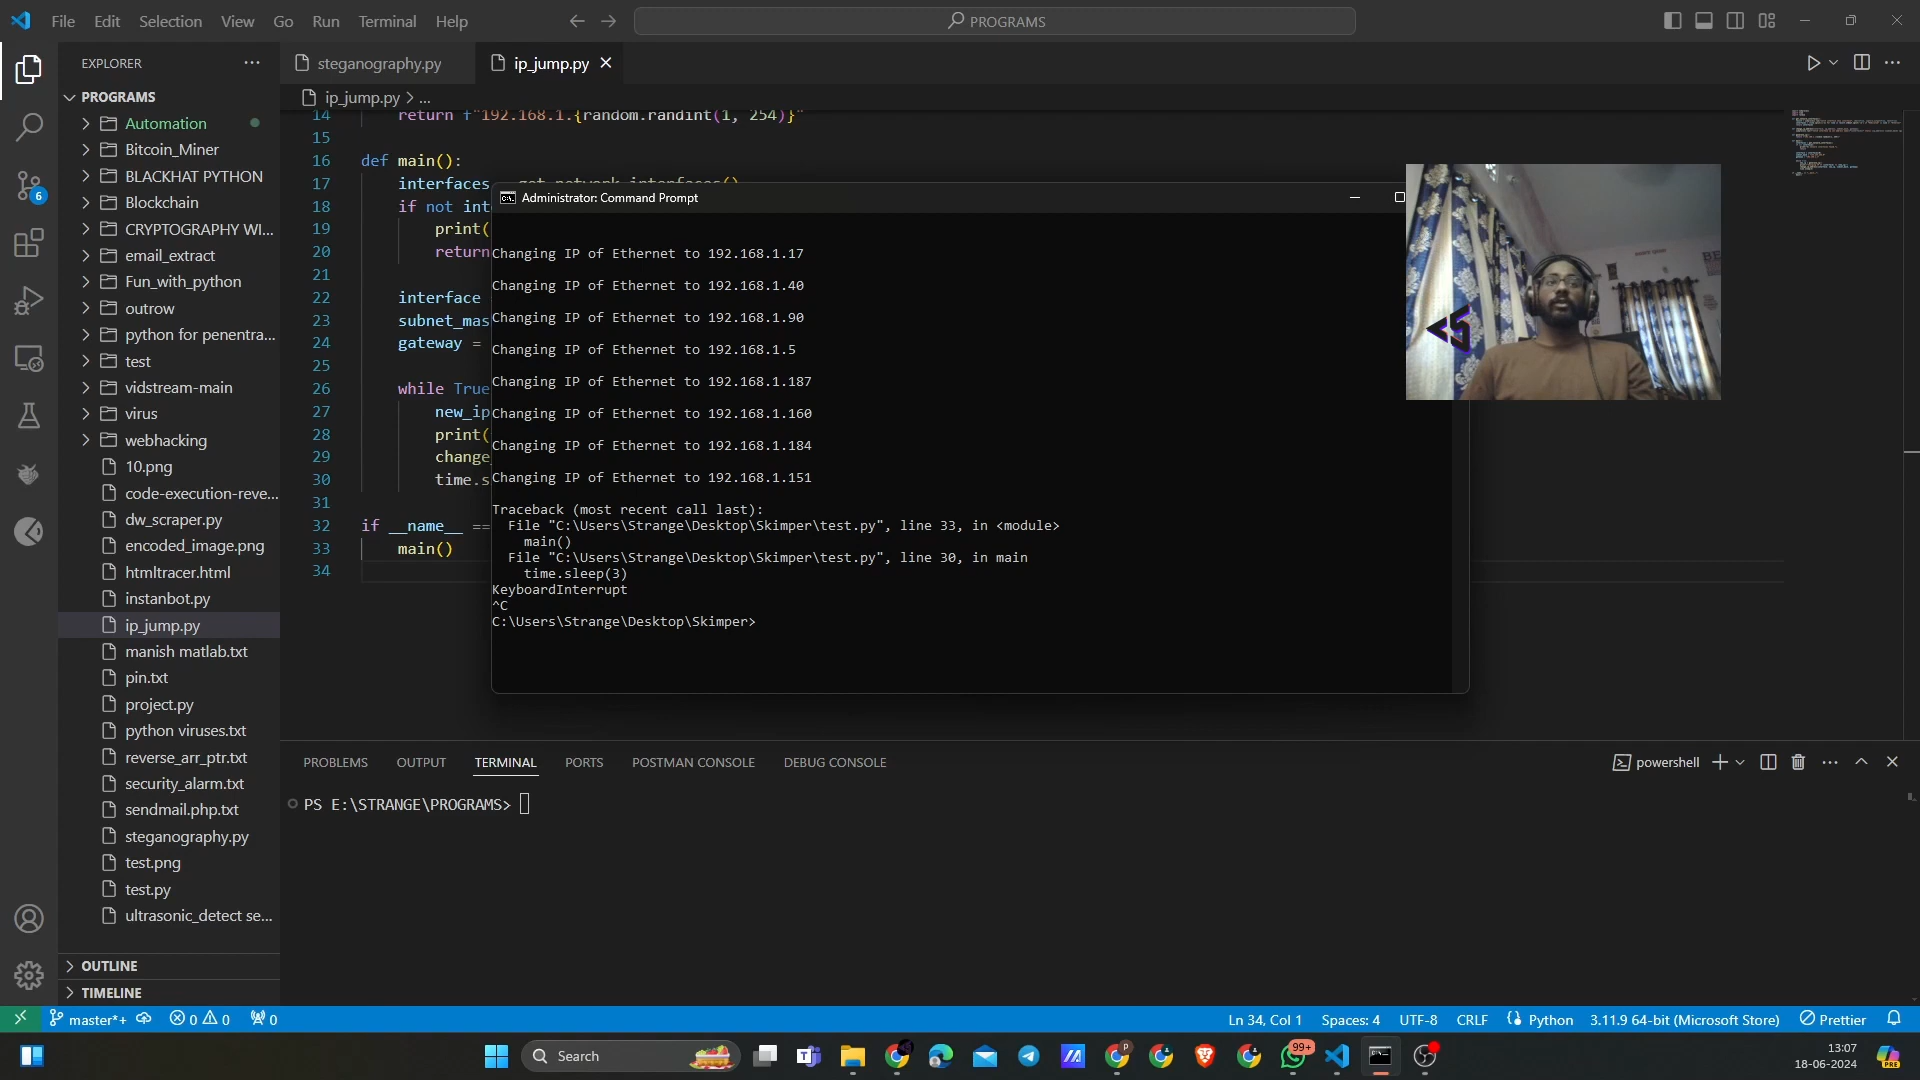 File Edit Selection View Go Run Terminal Help
PROGRAMS
EXPLORER
steganography.py
ip_jump.py
ip_jump.py > ...
PROGRAMS
Automation
Bitcoin_Miner
BLACKHAT PYTHON
Blockchain
CRYPTOGRAPHY WI...
email_extract
Fun_with_python
outrow
python for penentra...
test
vidstream-main
virus
webhacking
10.png
code-execution-reve...
dw_scraper.py
encoded_image.png
htmltracer.html
instanbot.py
ip_jump.py
manish matlab.txt
pin.txt
project.py
python viruses.txt
reverse_arr_ptr.txt
security_alarm.txt
sendmail.php.txt
steganography.py
test.png
test.py
ultrasonic_detect se...
OUTLINE
TIMELINE
14 return f"192.168.1.{random.randint(1, 254)}"
15
16 def main():
17 interfaces = get_network_interfaces()
18 if not int
19 print(
20 return
21
22 interface
23 subnet_mas
24 gateway =
25
26 while True
27 new_ip
28 print(
29 change_
30 time.s
31
32 if __name__ ==
33 main()
34
Administrator: Command Prompt
Changing IP of Ethernet to 192.168.1.17
Changing IP of Ethernet to 192.168.1.40
Changing IP of Ethernet to 192.168.1.90
Changing IP of Ethernet to 192.168.1.5
Changing IP of Ethernet to 192.168.1.187
Changing IP of Ethernet to 192.168.1.160
Changing IP of Ethernet to 192.168.1.184
Changing IP of Ethernet to 192.168.1.151
Traceback (most recent call last):
File "C:\Users\Strange\Desktop\Skimper\test.py", line 33, in <module>
main()
File "C:\Users\Strange\Desktop\Skimper\test.py", line 30, in main
time.sleep(3)
KeyboardInterrupt
^C
C:\Users\Strange\Desktop\Skimper>
PROBLEMS OUTPUT TERMINAL PORTS POSTMAN CONSOLE DEBUG CONSOLE
powershell
PS E:\STRANGE\PROGRAMS>
6
master*+ 0 0 0
Ln 34, Col 1 Spaces: 4 UTF-8 CRLF Python 3.11.9 64-bit (Microsoft Store) Prettier
Search
99+
13:07
18-06-2024
PRE